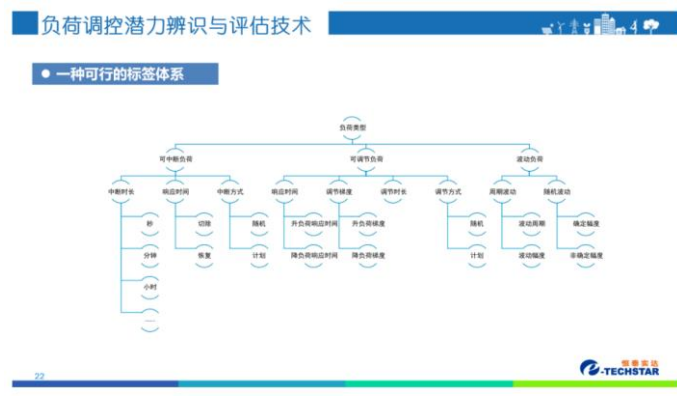 负荷调控潜力辨识与评估技术
一种可行的标签体系
负荷类型
可中断负荷 可调节负荷 波动负荷
中断时长 响应时间 中断方式 响应时间 调节梯度 调节时长 调节方式 周期波动 随机波动
秒 切除 随机 升负荷响应时间 升负荷梯度 随机 波动周期 确定幅度
分钟 恢复 计划 降负荷响应时间 降负荷梯度 计划 波动幅度 非确定幅度
小时
......
22
恒泰实达
e-TECHSTAR